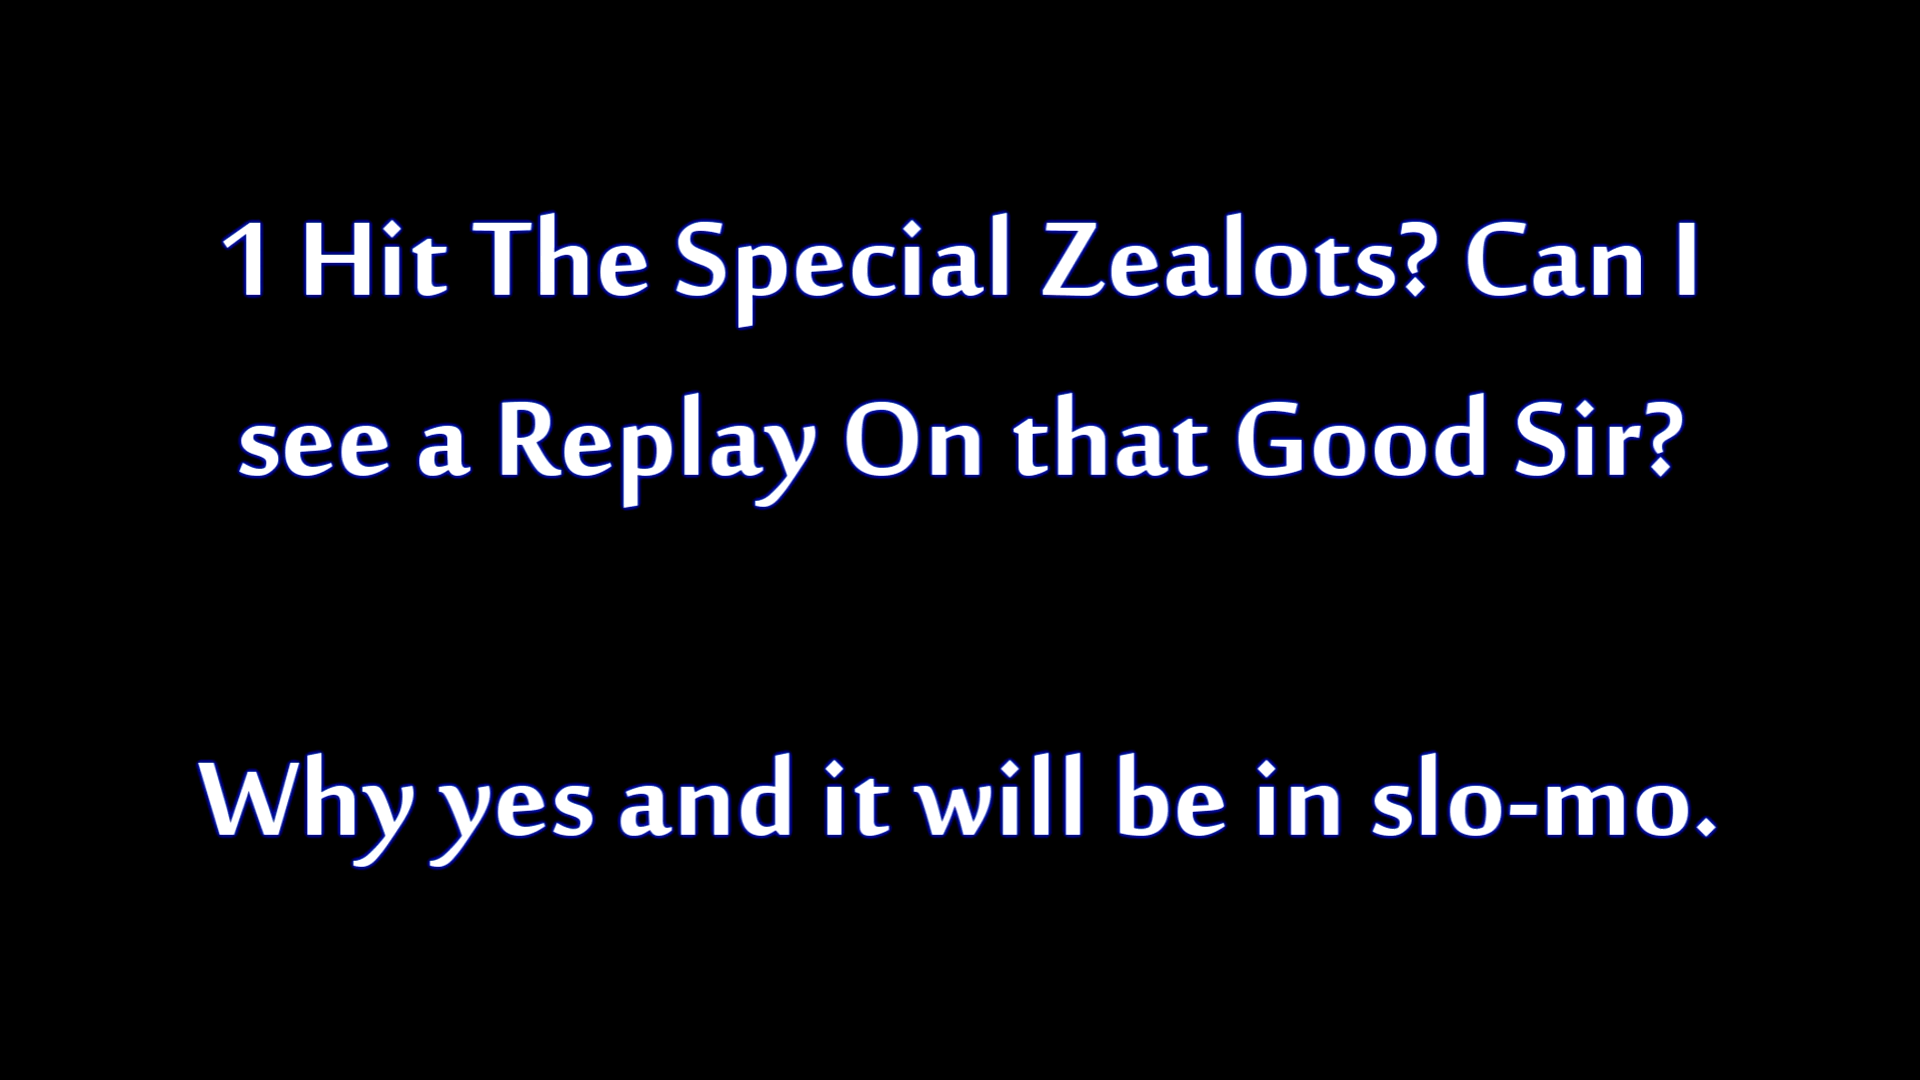 1 Hit The Special Zealots? Can I
see a Replay On that Good Sir?
Why yes and it will be in slo-mo.